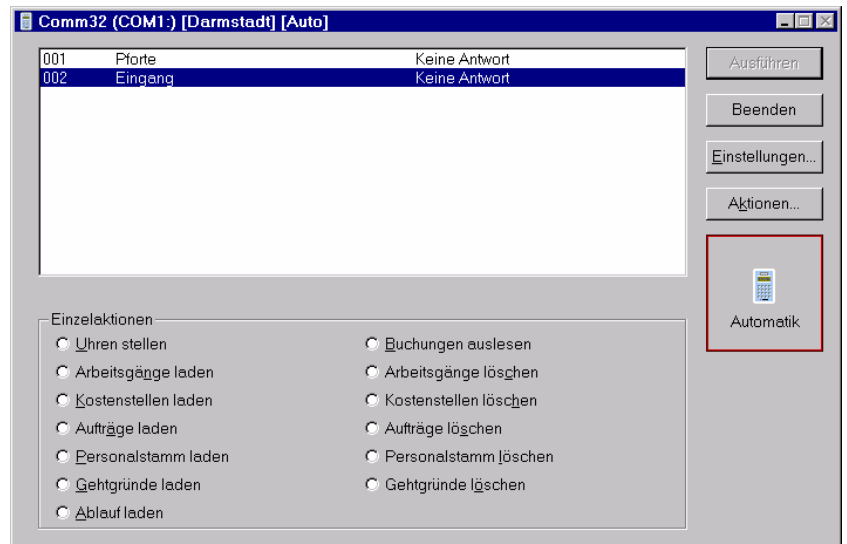 Comm32 (COM1:) [Darmstadt] [Auto]
001 Pforte Keine Antwort
002 Eingang Keine Antwort
Ausführen
Beenden
Einstellungen...
Aktionen...
Automatik
Einzelaktionen
Uhren stellen Buchungen auslesen
Arbeitsgänge laden Arbeitsgänge löschen
Kostenstellen laden Kostenstellen löschen
Aufträge laden Aufträge löschen
Personalstamm laden Personalstamm löschen
Gehtgründe laden Gehtgründe löschen
Ablauf laden